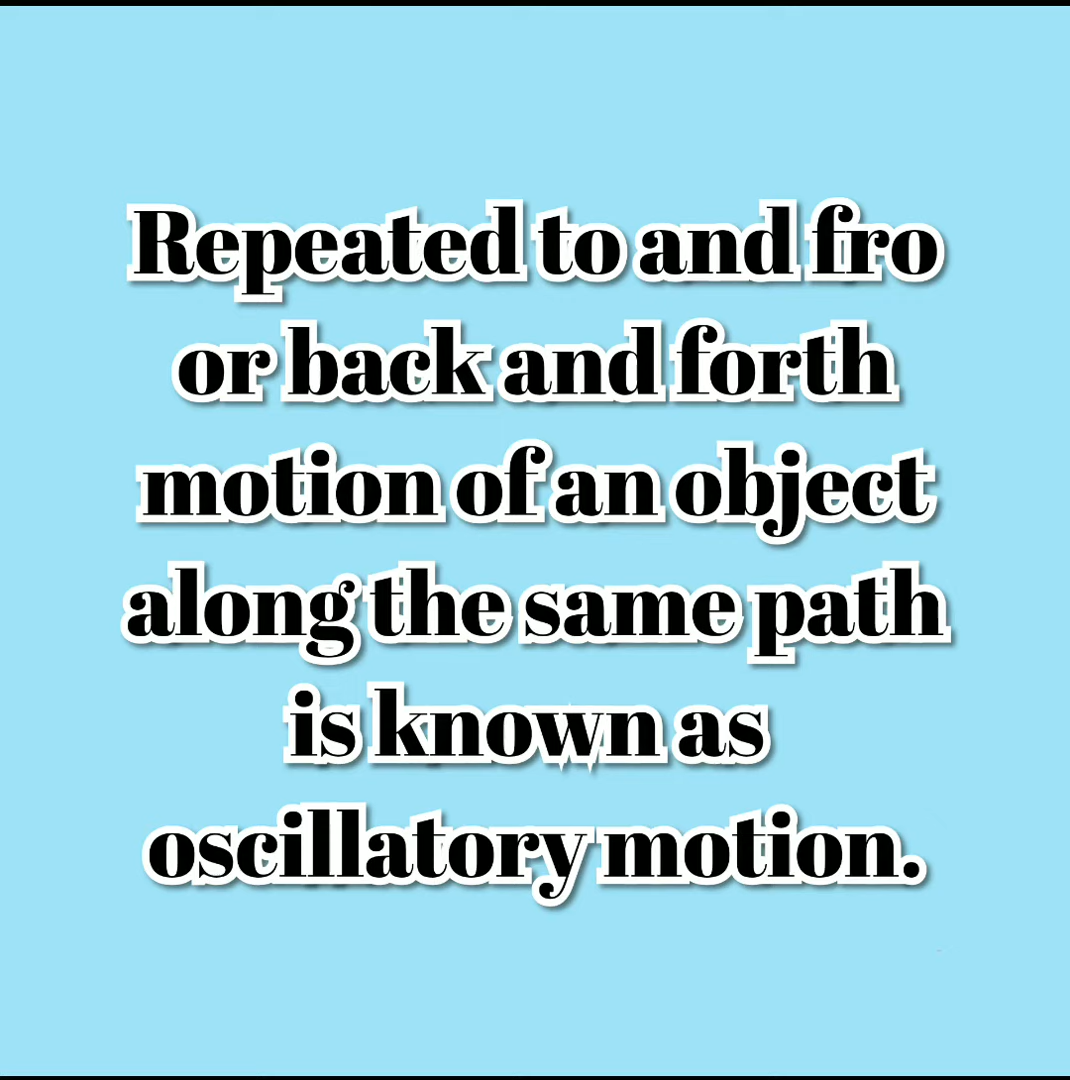 Repeated to and fro
or back and forth
motion of an object
along the same path
is known as
oscillatory motion.